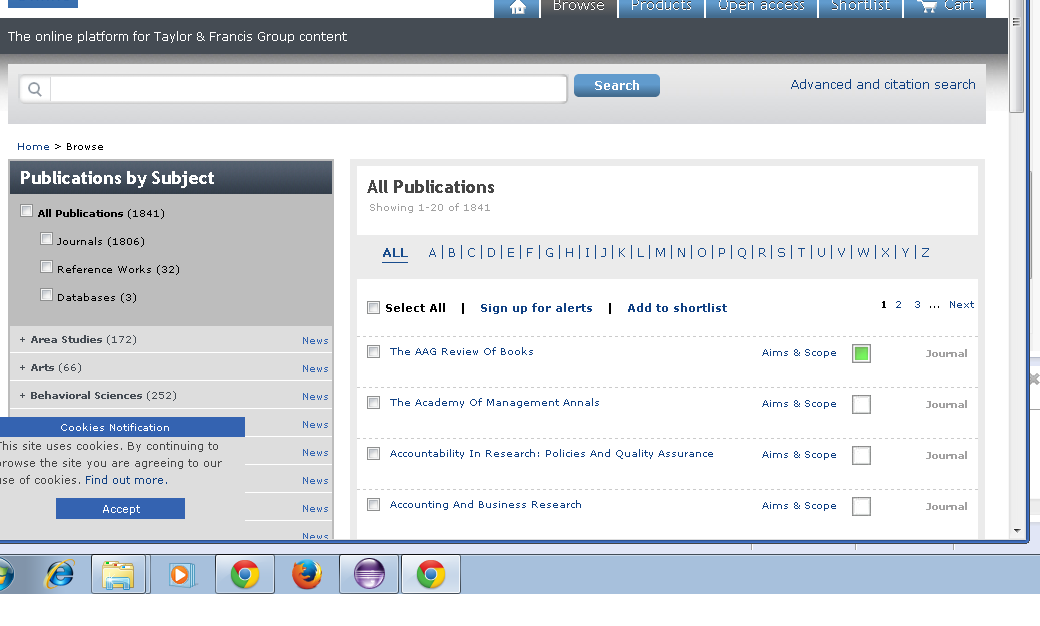 Browse Products Open access Shortlist Cart
The online platform for Taylor & Francis Group content
Search
Advanced and citation search
Home > Browse
Publications by Subject
All Publications (1841)
Journals (1806)
Reference Works (32)
Databases (3)
+ Area Studies (172) News
+ Arts (66) News
+ Behavioral Sciences (252) News
News
News
News
News
News
Cookies Notification
This site uses cookies. By continuing to
browse the site you are agreeing to our
use of cookies. Find out more.
Accept
All Publications
Showing 1-20 of 1841
ALL A | B | C | D | E | F | G | H | I | J | K | L | M | N | O | P | Q | R | S | T | U | V | W | X | Y | Z
Select All | Sign up for alerts | Add to shortlist 1 2 3 ... Next
The AAG Review Of Books Aims & Scope Journal
The Academy Of Management Annals Aims & Scope Journal
Accountability In Research: Policies And Quality Assurance Aims & Scope Journal
Accounting And Business Research Aims & Scope Journal